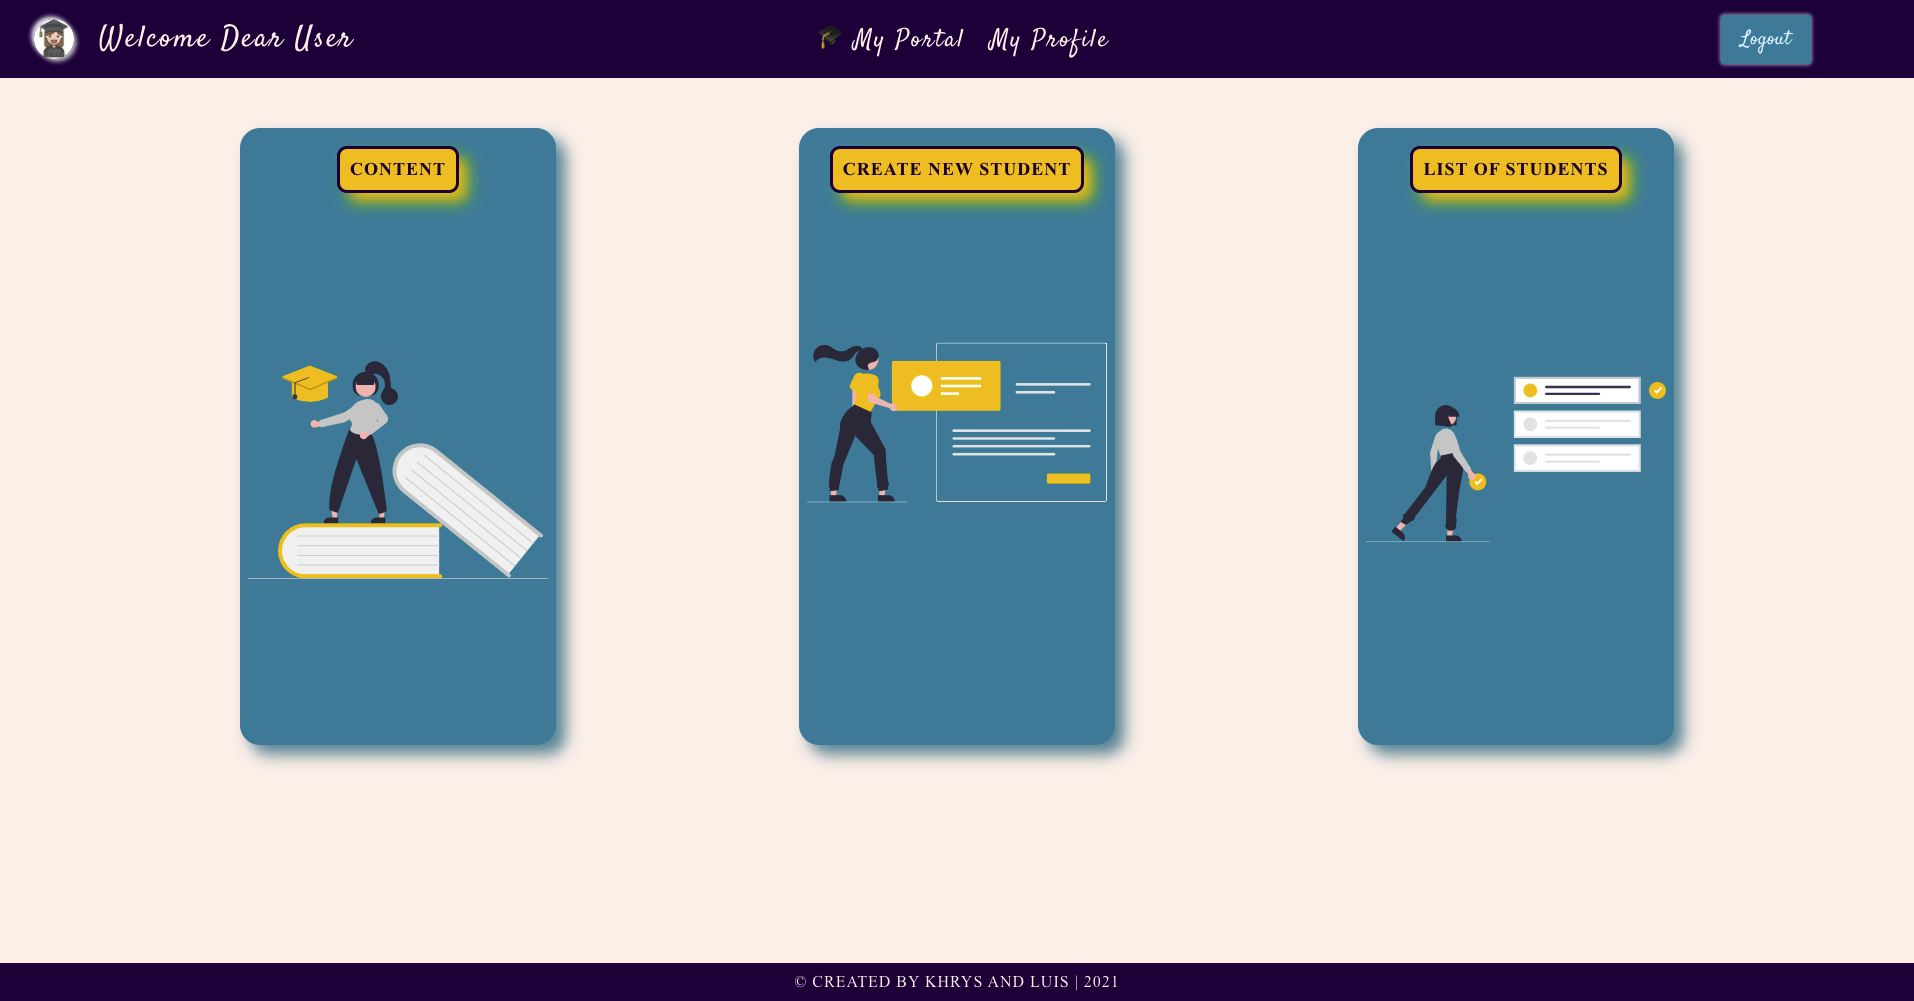 Welcome Dear User
🎓 My Portal My Profile
Logout
CONTENT
CREATE NEW STUDENT
LIST OF STUDENTS
© CREATED BY KHRYS AND LUIS | 2021